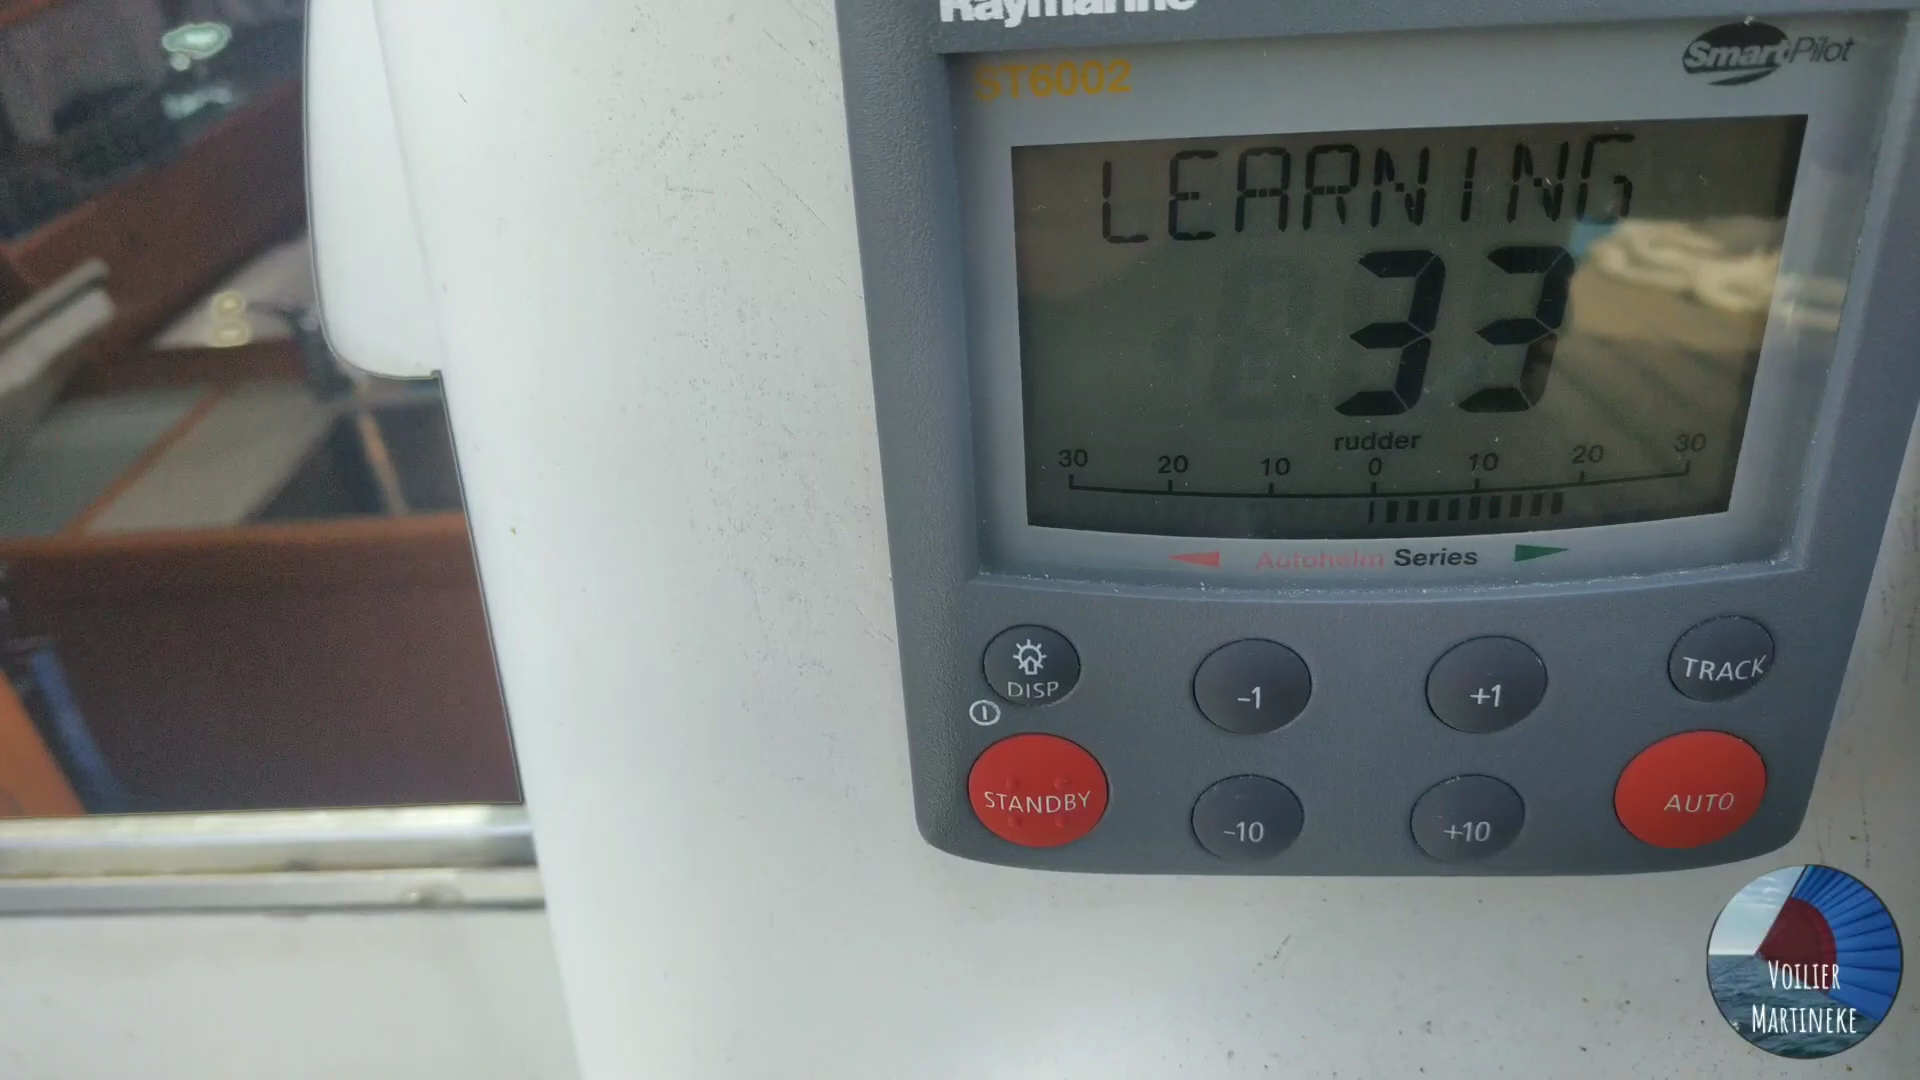 Raymarine
ST6002
SmartPilot
LEARNING
33
rudder
30 20 10 0 10 20 30
Autohelm Series
DISP
-1
+1
TRACK
STANDBY
-10
+10
AUTO
VOILIER
MARTINEKE